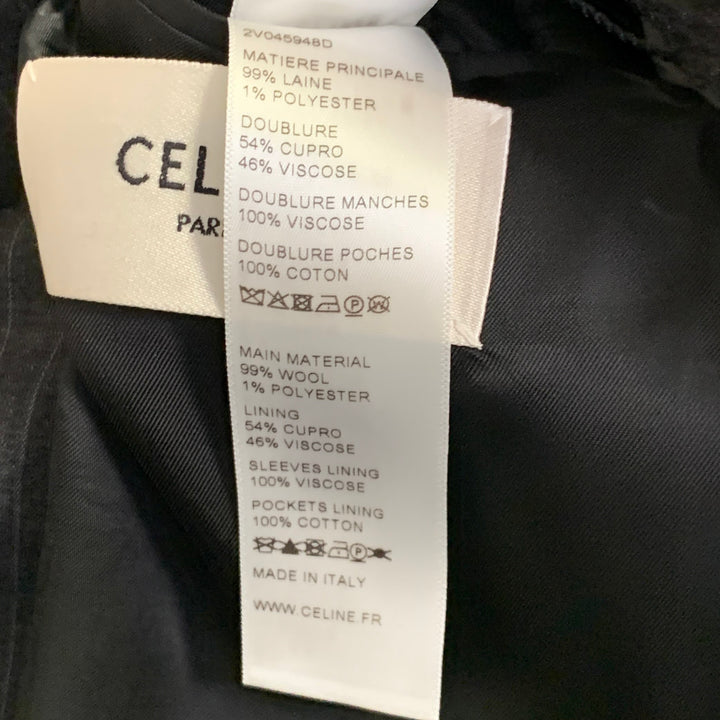 CEL
PAR
2V045948D
MATIERE PRINCIPALE
99% LAINE
1% POLYESTER
DOUBLURE
54% CUPRO
46% VISCOSE
DOUBLURE MANCHES
100% VISCOSE
DOUBLURE POCHES
100% COTON
P W
MAIN MATERIAL
99% WOOL
1% POLYESTER
LINING
54% CUPRO
46% VISCOSE
SLEEVES LINING
100% VISCOSE
POCKETS LINING
100% COTTON
P
MADE IN ITALY
WWW.CELINE.FR